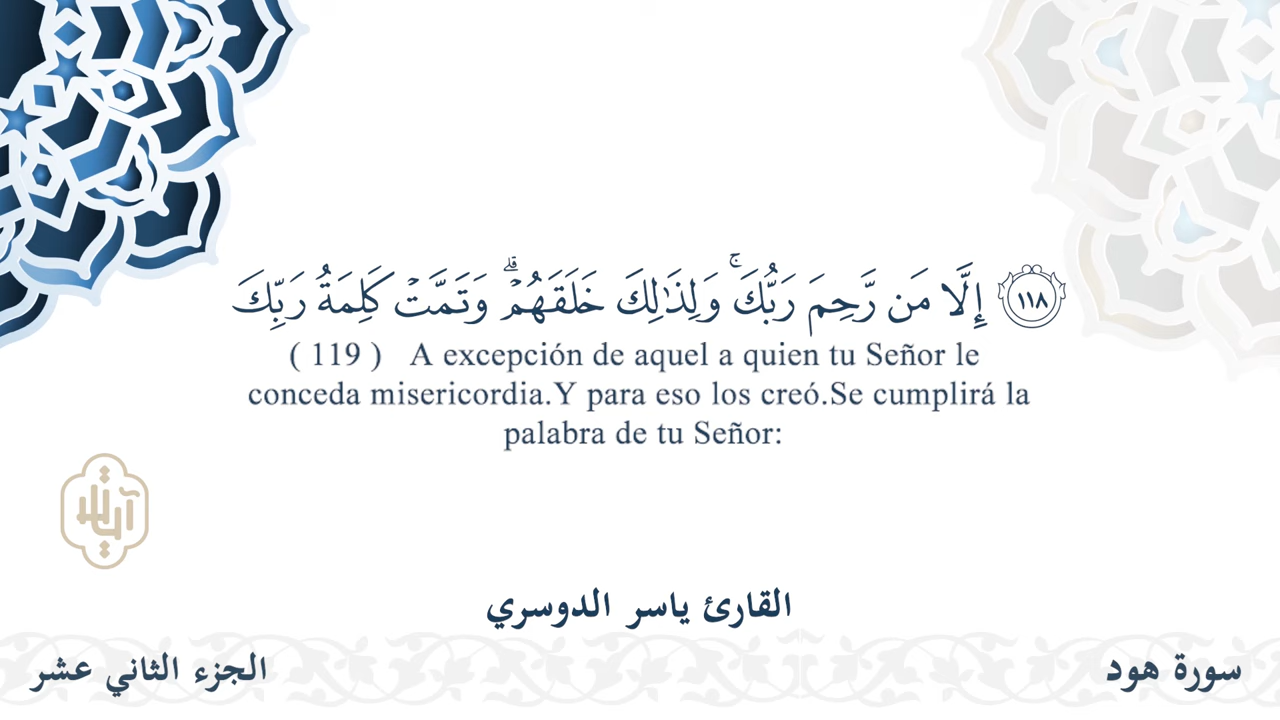 ١١٨ إِلَّا مَن رَّحِمَ رَبُّكَ ۚ وَلِذَٰلِكَ خَلَقَهُمْ ۗ وَتَمَّتْ كَلِمَةُ رَبِّكَ
( 119 ) A excepción de aquel a quien tu Señor le
conceda misericordia.Y para eso los creó.Se cumplirá la
palabra de tu Señor:
القارئ ياسر الدوسري
سورة هود
الجزء الثاني عشر